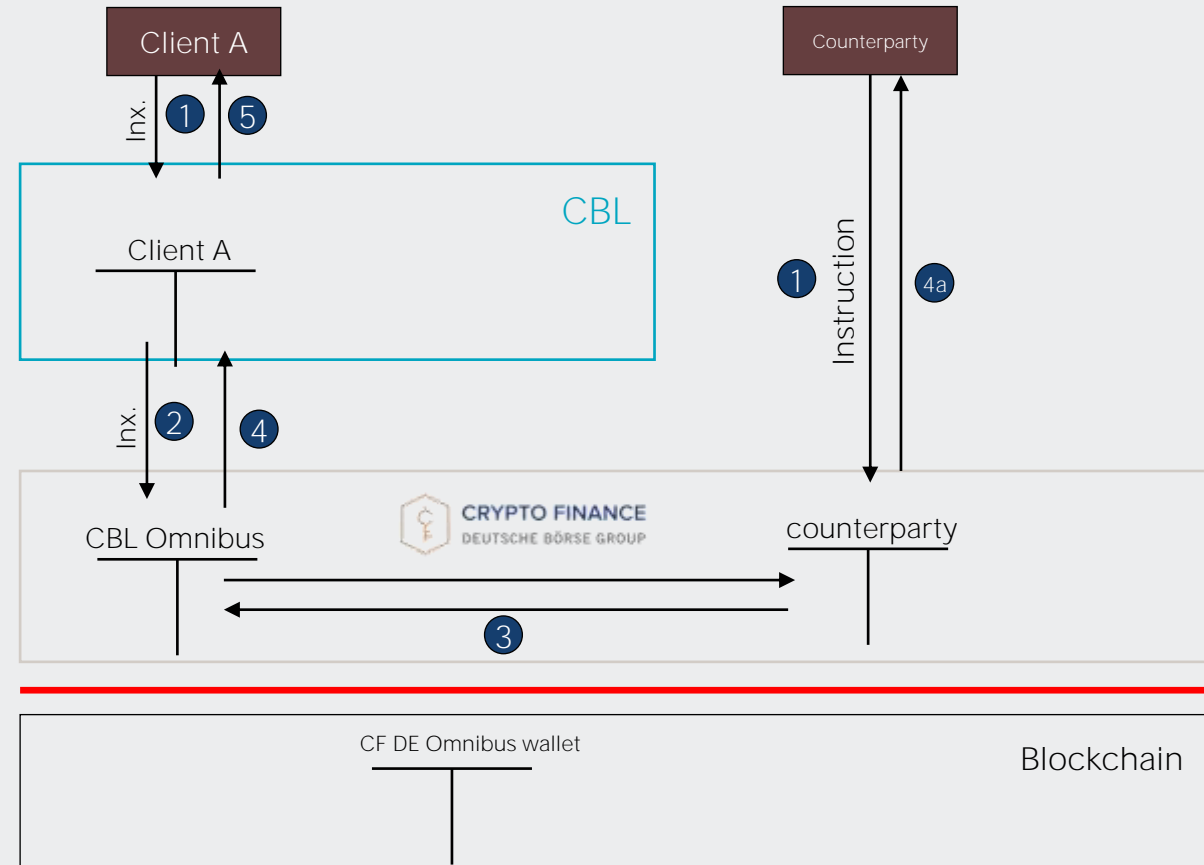 Client A
Counterparty
Inx.
1
5
CBL
Client A
1
Instruction
4a
Inx.
2
4
CRYPTO FINANCE
DEUTSCHE BÖRSE GROUP
CBL Omnibus
counterparty
3
CF DE Omnibus wallet
Blockchain